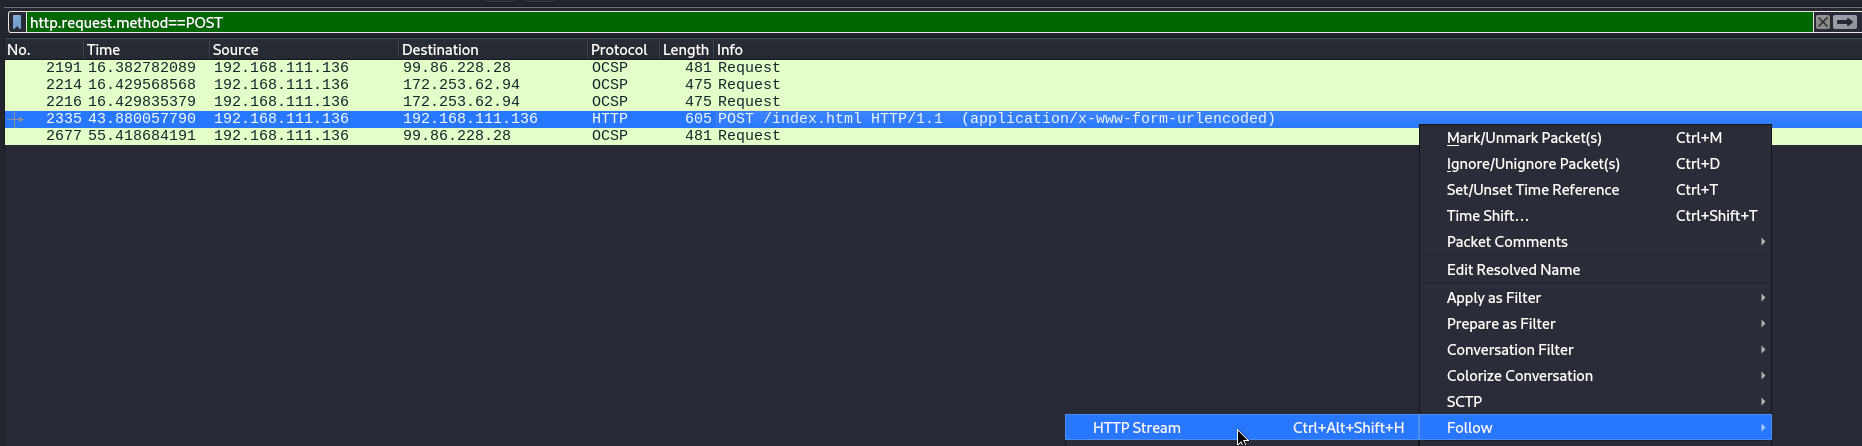 http.request.method==POST
No. Time Source Destination Protocol Length Info
2191 16.382782089 192.168.111.136 99.86.228.28 OCSP 481 Request
2214 16.429568568 192.168.111.136 172.253.62.94 OCSP 475 Request
2216 16.429835379 192.168.111.136 172.253.62.94 OCSP 475 Request
2335 43.880057790 192.168.111.136 192.168.111.136 HTTP 605 POST /index.html HTTP/1.1 (application/x-www-form-urlencoded)
2677 55.418684191 192.168.111.136 99.86.228.28 OCSP 481 Request
Mark/Unmark Packet(s) Ctrl+M
Ignore/Unignore Packet(s) Ctrl+D
Set/Unset Time Reference Ctrl+T
Time Shift... Ctrl+Shift+T
Packet Comments
Edit Resolved Name
Apply as Filter
Prepare as Filter
Conversation Filter
Colorize Conversation
SCTP
HTTP Stream Ctrl+Alt+Shift+H Follow